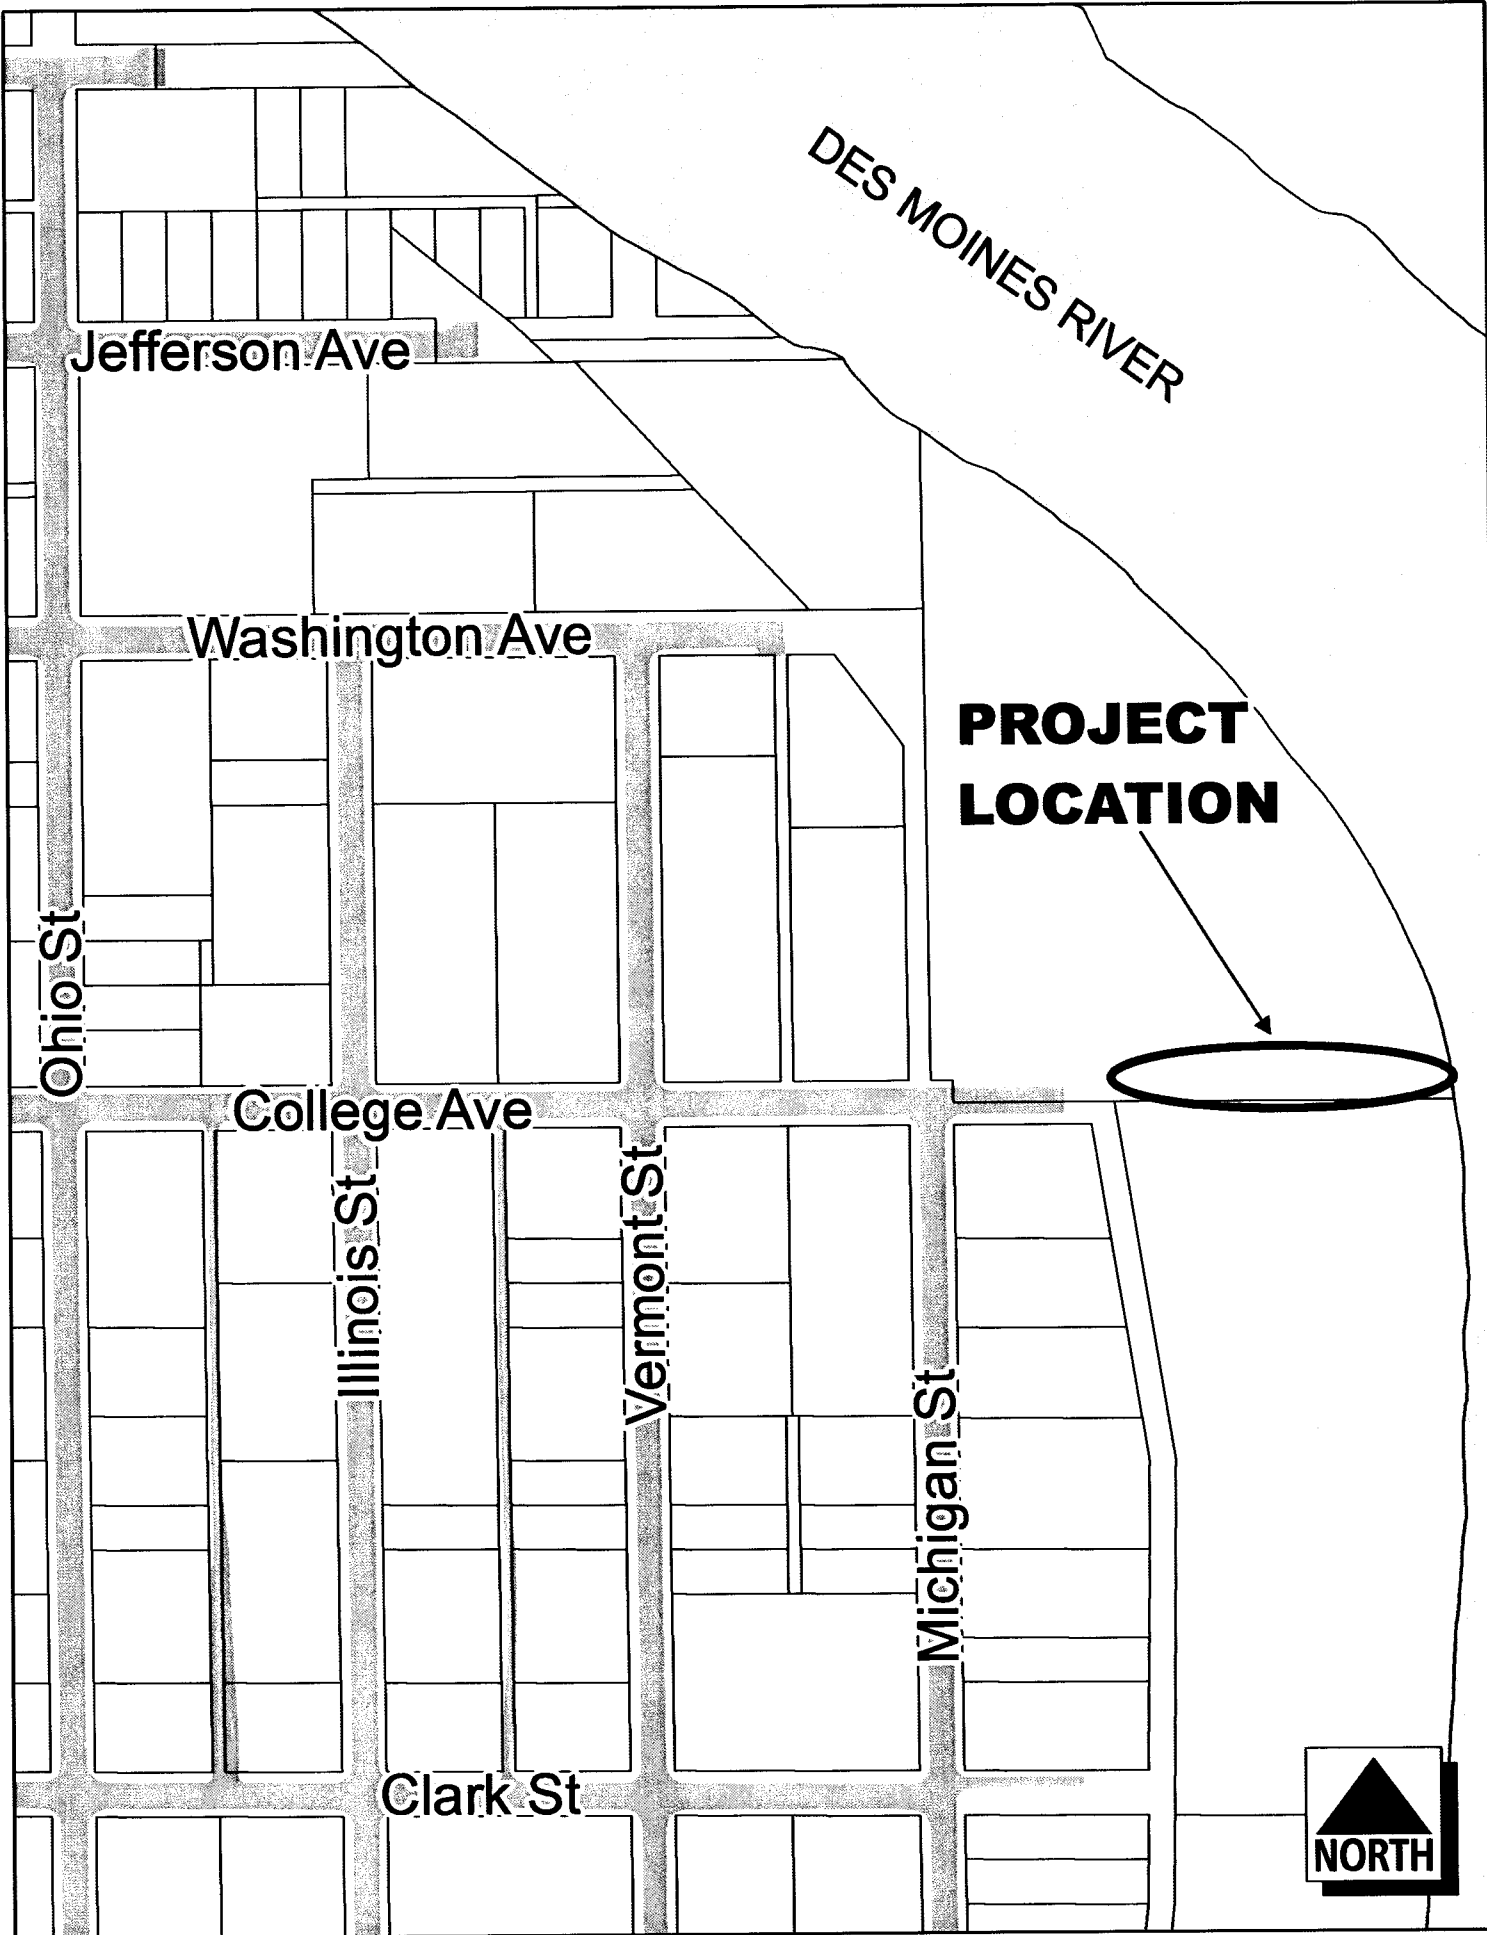 DES MOINES RIVER
Jefferson Ave
Washington Ave
PROJECT
LOCATION
Ohio St
College Ave
Illinois St
Vermont St
Michigan St
Clark St
NORTH